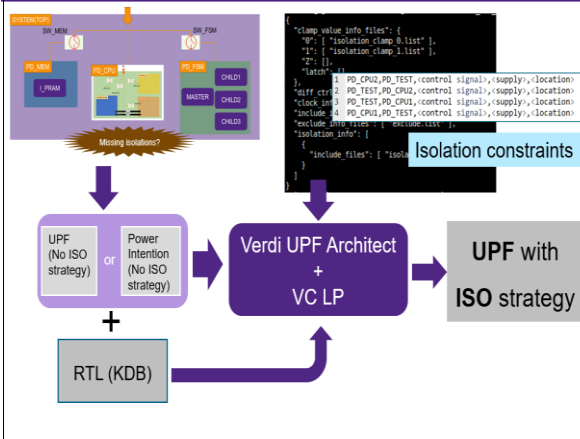 SYSTEM(TOP)
SW_MEM
SW_FSM
PD_MEM
I_PRAM
PD_CPU
PD_FSM
MASTER
CHILD1
CHILD2
CHILD3
Missing isolations?
{
"clamp_value_info_files": {
"0": [ "isolation_clamp_0.list" ],
"1": [ "isolation_clamp_1.list" ],
"Z": [],
"latch": []
},
1 PD_CPU2,PD_TEST,<control signal>,<supply>,<location>
2 PD_TEST,PD_CPU2,<control signal>,<supply>,<location>
3 PD_TEST,PD_CPU1,<control signal>,<supply>,<location>
4 PD_CPU1,PD_TEST,<control signal>,<supply>,<location>
"diff_ctrl
"clock_inf
"include_i
"exclude_info_files": [ "exclude.list" ],
"isolation_info": [
{
"include_files": [ "isola
}
]
}
Isolation constraints
UPF
(No ISO
strategy)
or
Power
Intention
(No ISO
strategy)
+
RTL (KDB)
Verdi UPF Architect
+
VC LP
UPF with
ISO strategy